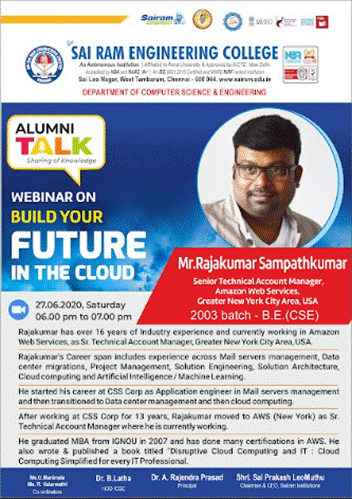 Sairam
Sri
SAI RAM ENGINEERING COLLEGE
An Autonomous Institution | Affiliated to Anna University & Approved by AICTE, New Delhi
Accredited by NBA and NAAC "A+" | An ISO 9001:2015 Certified and MHRD NIRF ranked institution
Sai Leo Nagar, West Tambaram, Chennai - 600 044. www.sairam.edu.in
DEPARTMENT OF COMPUTER SCIENCE & ENGINEERING
ALUMNI
TALK
Sharing of Knowledge
WEBINAR ON
BUILD YOUR
FUTURE
IN THE CLOUD
Mr.Rajakumar Sampathkumar
Senior Technical Account Manager,
Amazon Web Services,
Greater New York City Area, USA
2003 batch - B.E.(CSE)
27.06.2020, Saturday
06.00 pm to 07.00 pm
Rajakumar has over 16 years of Industry experience and currently working in Amazon
Web Services, as Sr. Technical Account Manager, Greater New York City Area, USA.
Rajakumar's Career span includes experience across Mail servers management, Data
center migrations, Project Management, Solution Engineering, Solution Architecture,
Cloud computing and Artificial Intelligence / Machine Learning.
He started his career at CSS Corp as Application engineer in Mail servers management
and then transitioned to Data center management and then cloud computing.
After working at CSS Corp for 13 years, Rajakumar moved to AWS (New York) as Sr.
Technical Account Manager where he is currently working.
He graduated MBA from IGNOU in 2007 and has done many certifications in AWS. He
also wrote & published a book titled "Disruptive Cloud Computing and IT : Cloud
Computing Simplified for every IT Professional.
Dr. B.Latha
HOD /CSE
Dr. A. Rajendra Prasad
Principal
Shri. Sai Prakash LeoMuthu
Chairman & CEO, Sairam Institutions
Co-ordinators